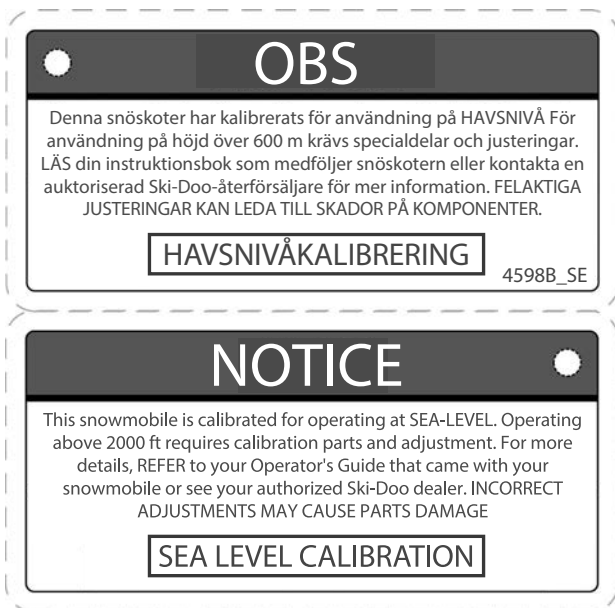 OBS
Denna snöskoter har kalibrerats för användning på HAVSNIVÅ För
användning på höjd över 600 m krävs specialdelar och justeringar.
LÄS din instruktionsbok som medföljer snöskotern eller kontakta en
auktoriserad Ski-Doo-återförsäljare för mer information. FELAKTIGA
JUSTERINGAR KAN LEDA TILL SKADOR PÅ KOMPONENTER.
HAVSNIVÅKALIBRERING
4598B_SE
NOTICE
This snowmobile is calibrated for operating at SEA-LEVEL. Operating
above 2000 ft requires calibration parts and adjustment. For more
details, REFER to your Operator's Guide that came with your
snowmobile or see your authorized Ski-Doo dealer. INCORRECT
ADJUSTMENTS MAY CAUSE PARTS DAMAGE
SEA LEVEL CALIBRATION